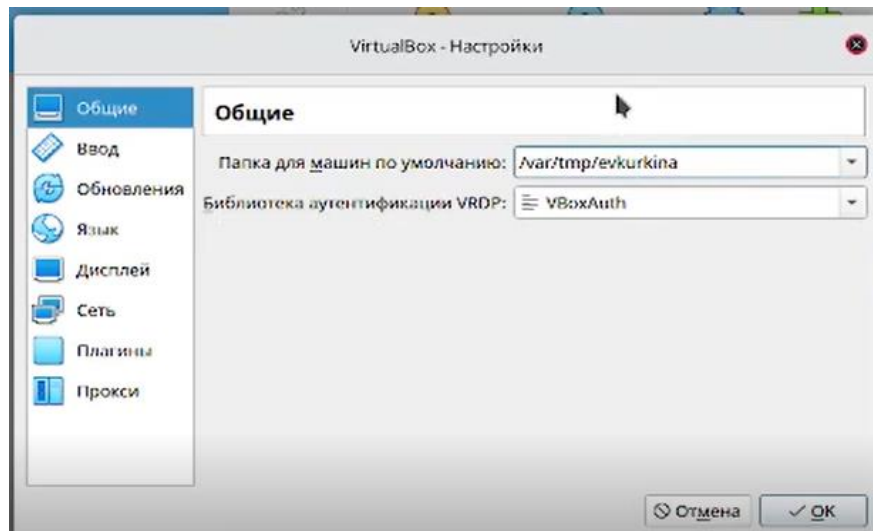 VirtualBox - Настройки
Общие
Ввод
Обновления
Язык
Дисплей
Сеть
Плагины
Прокси
Общие
Папка для машин по умолчанию: /var/tmp/evkurkina
Библиотека аутентификации VRDP: VBoxAuth
Отмена
OK